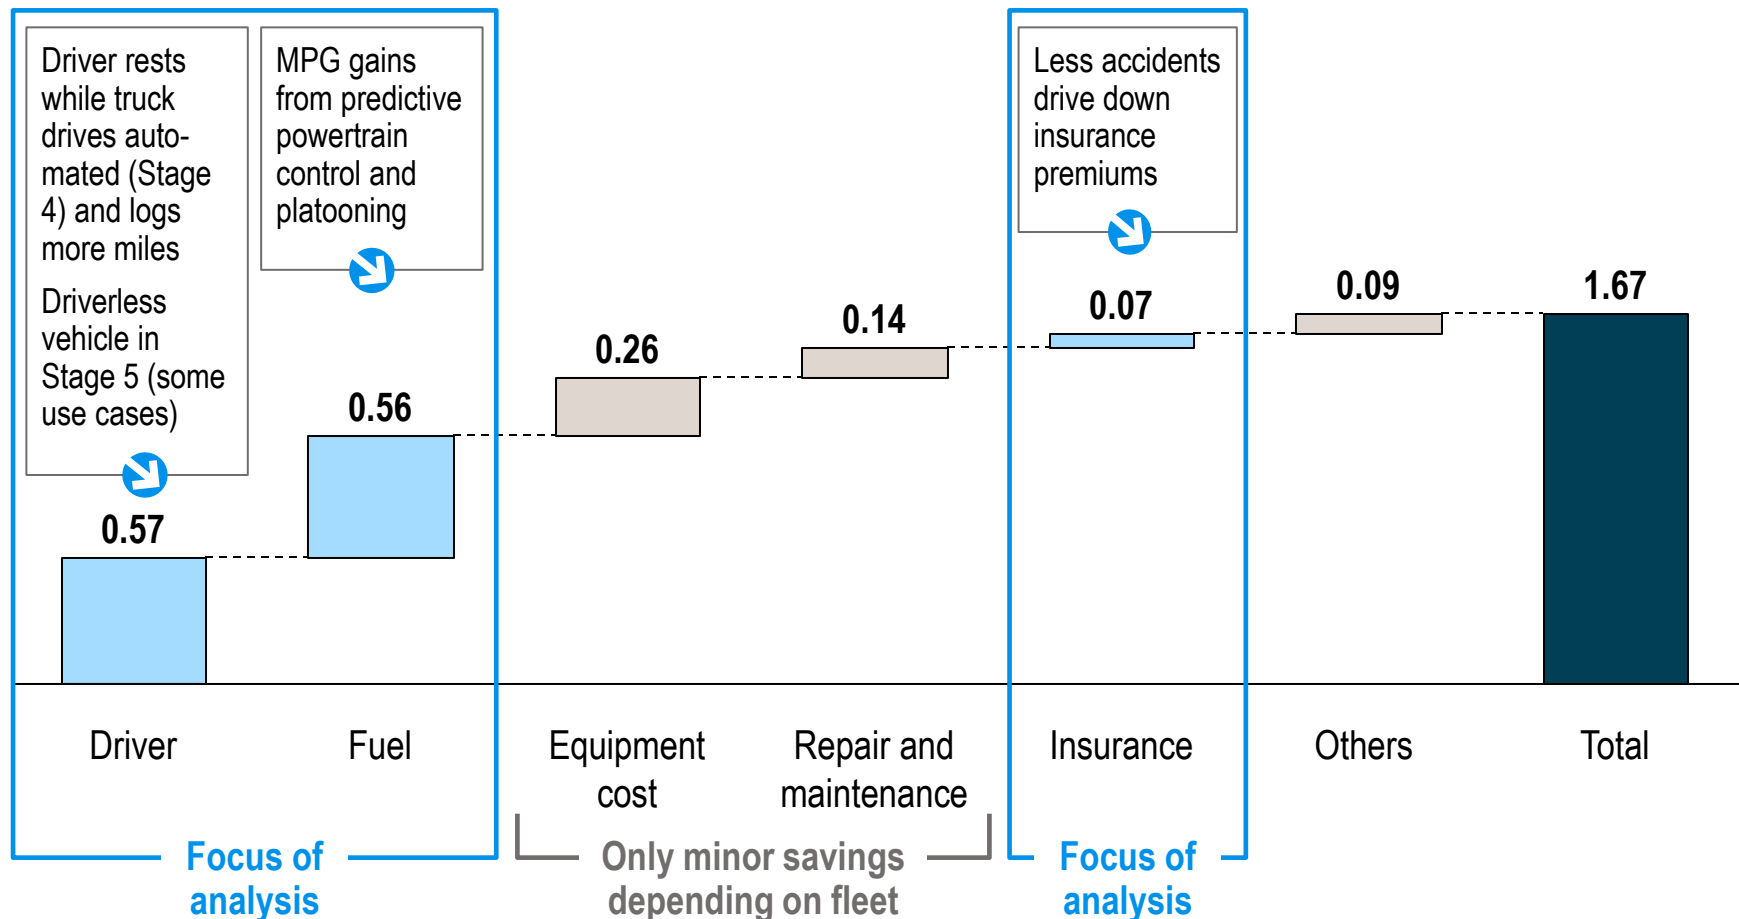 Driver rests
while truck
drives auto-
mated (Stage
4) and logs
more miles
Driverless
vehicle in
Stage 5 (some
use cases)
MPG gains
from predictive
powertrain
control and
platooning
Less accidents
drive down
insurance
premiums
0.57
0.56
0.26
0.14
0.07
0.09
1.67
Driver
Fuel
Equipment
cost
Repair and
maintenance
Insurance
Others
Total
Focus of
analysis
Only minor savings
depending on fleet
Focus of
analysis